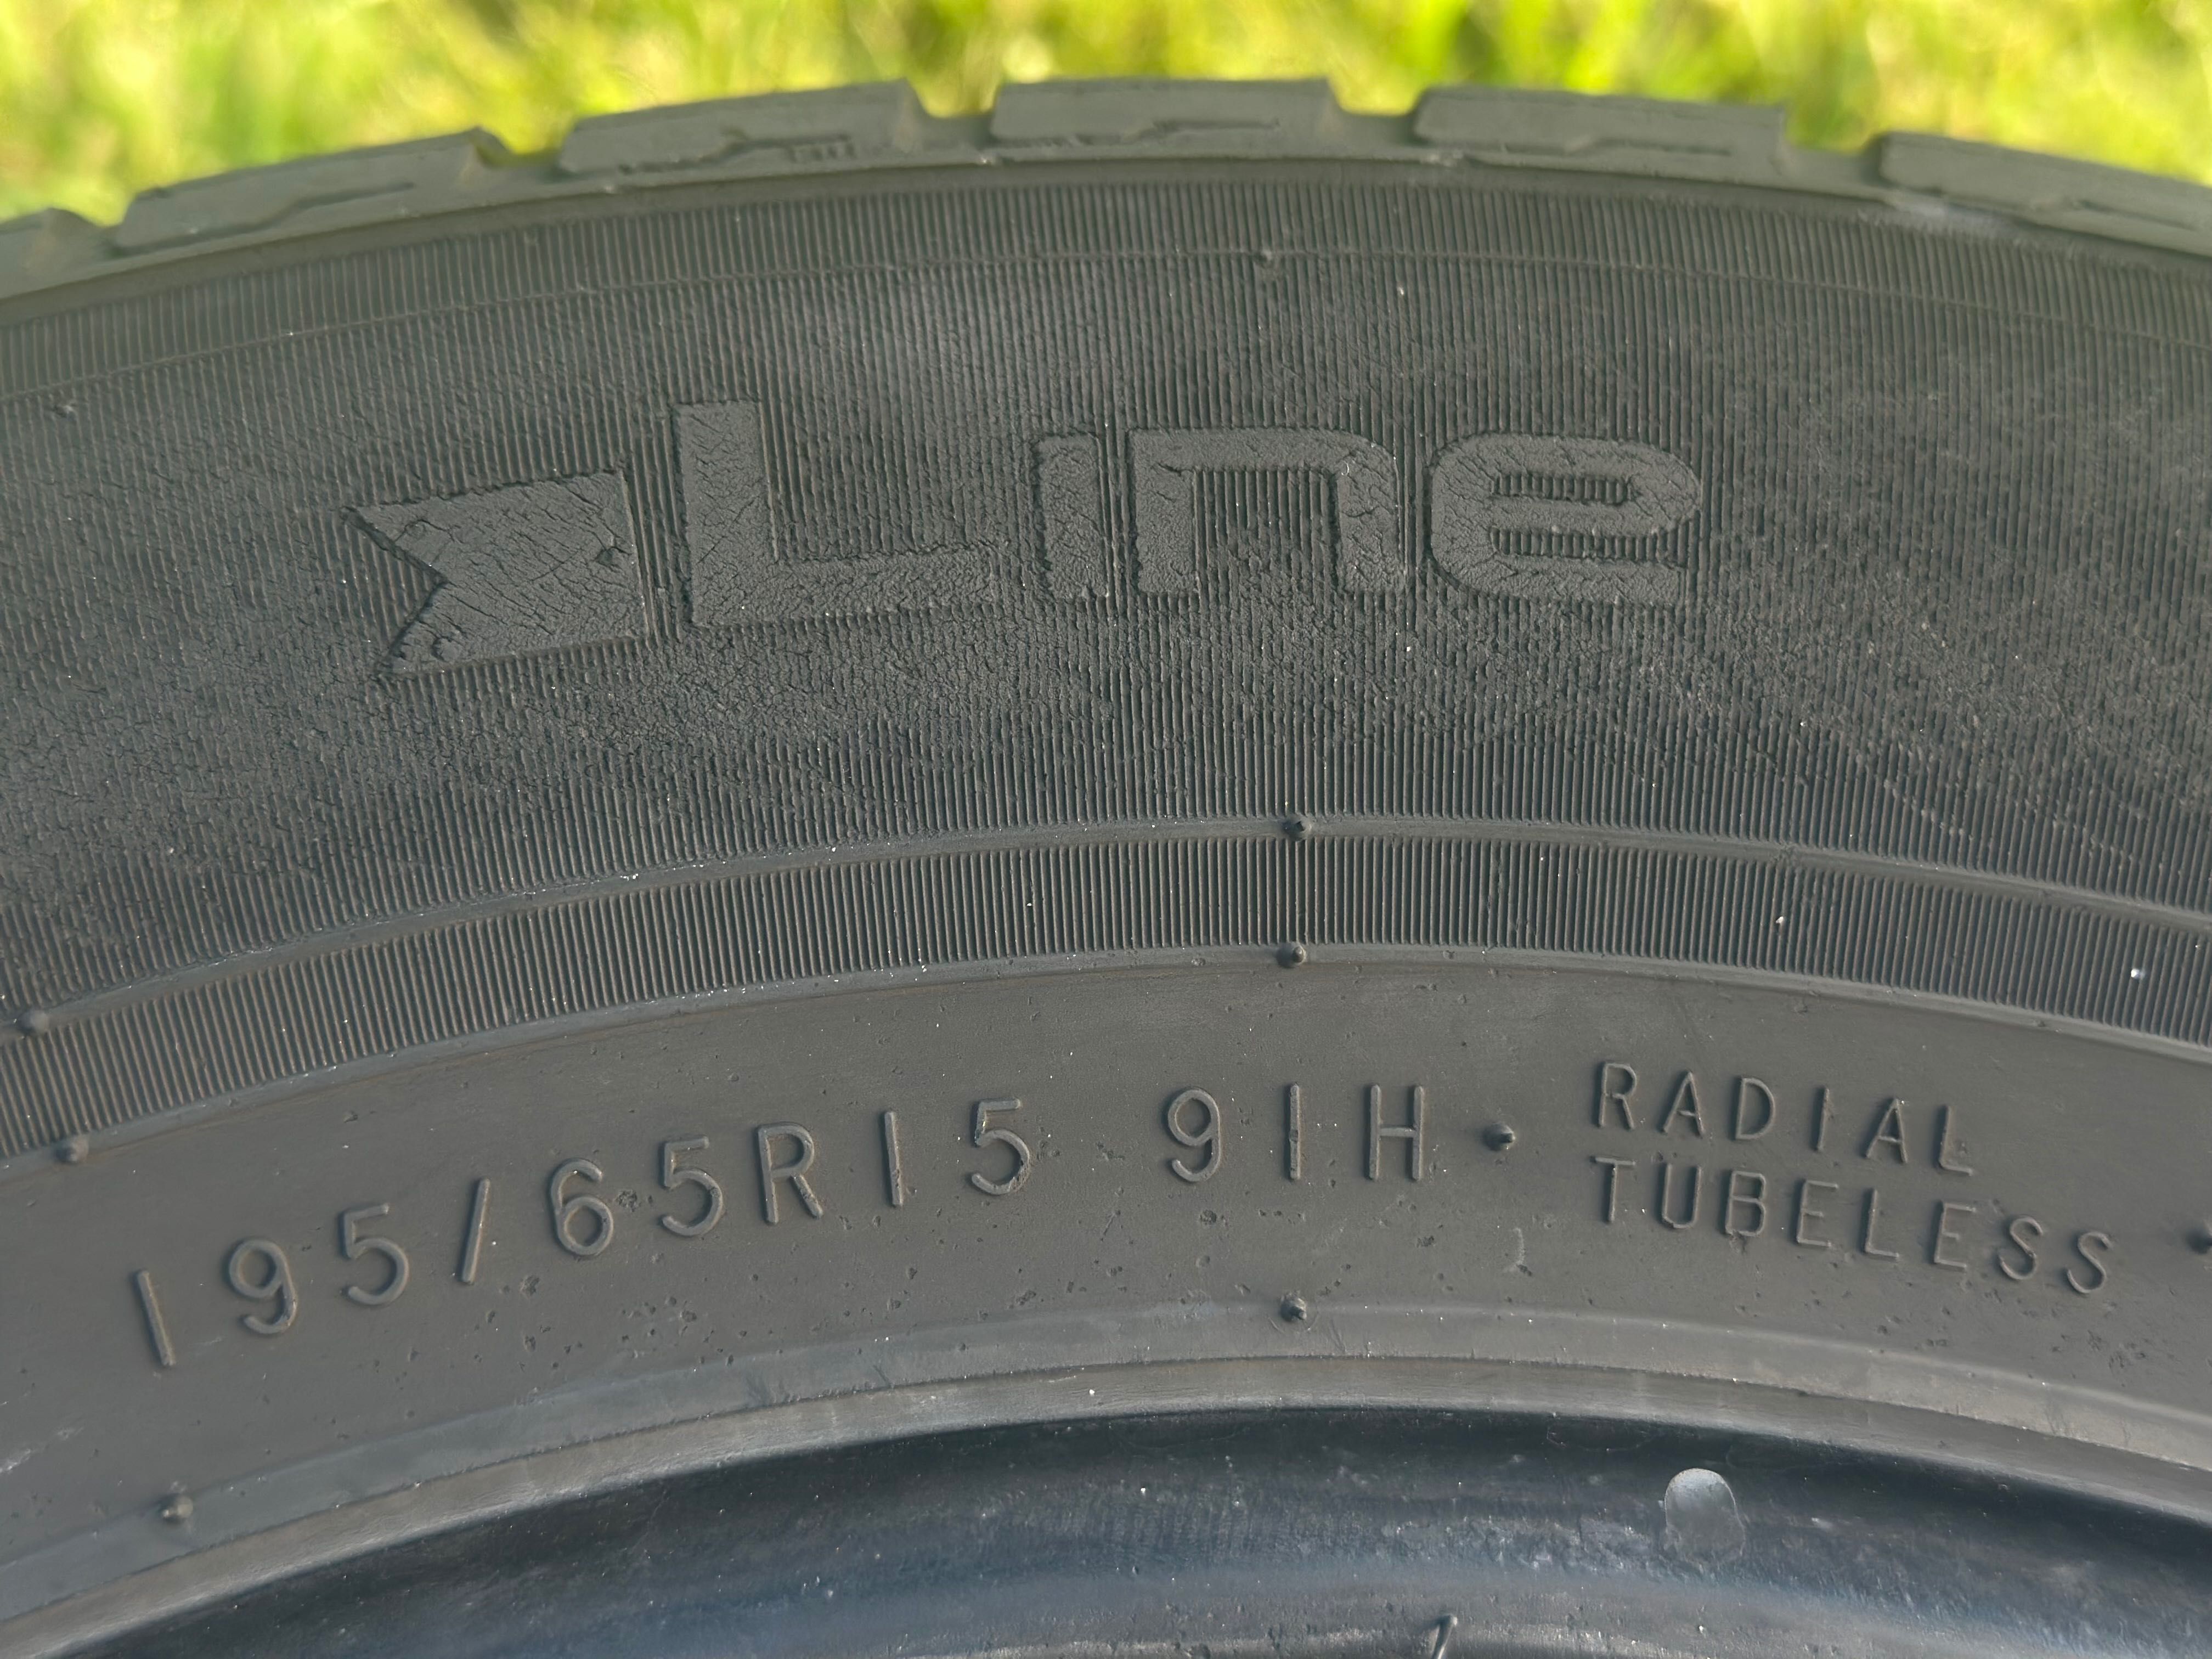 Line
195/65R15 91H
RADIAL
TUBELESS